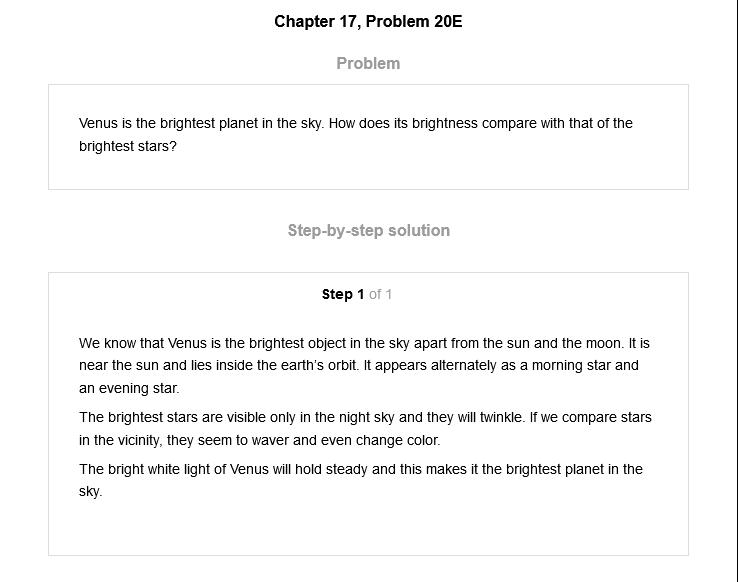 Chapter 17, Problem 20E
Problem
Venus is the brightest planet in the sky. How does its brightness compare with that of the
brightest stars?
Step-by-step solution
Step 1 of 1
We know that Venus is the brightest object in the sky apart from the sun and the moon. It is
near the sun and lies inside the earth's orbit. It appears alternately as a morning star and
an evening star.
The brightest stars are visible only in the night sky and they will twinkle. If we compare stars
in the vicinity, they seem to waver and even change color.
The bright white light of Venus will hold steady and this makes it the brightest planet in the
sky.